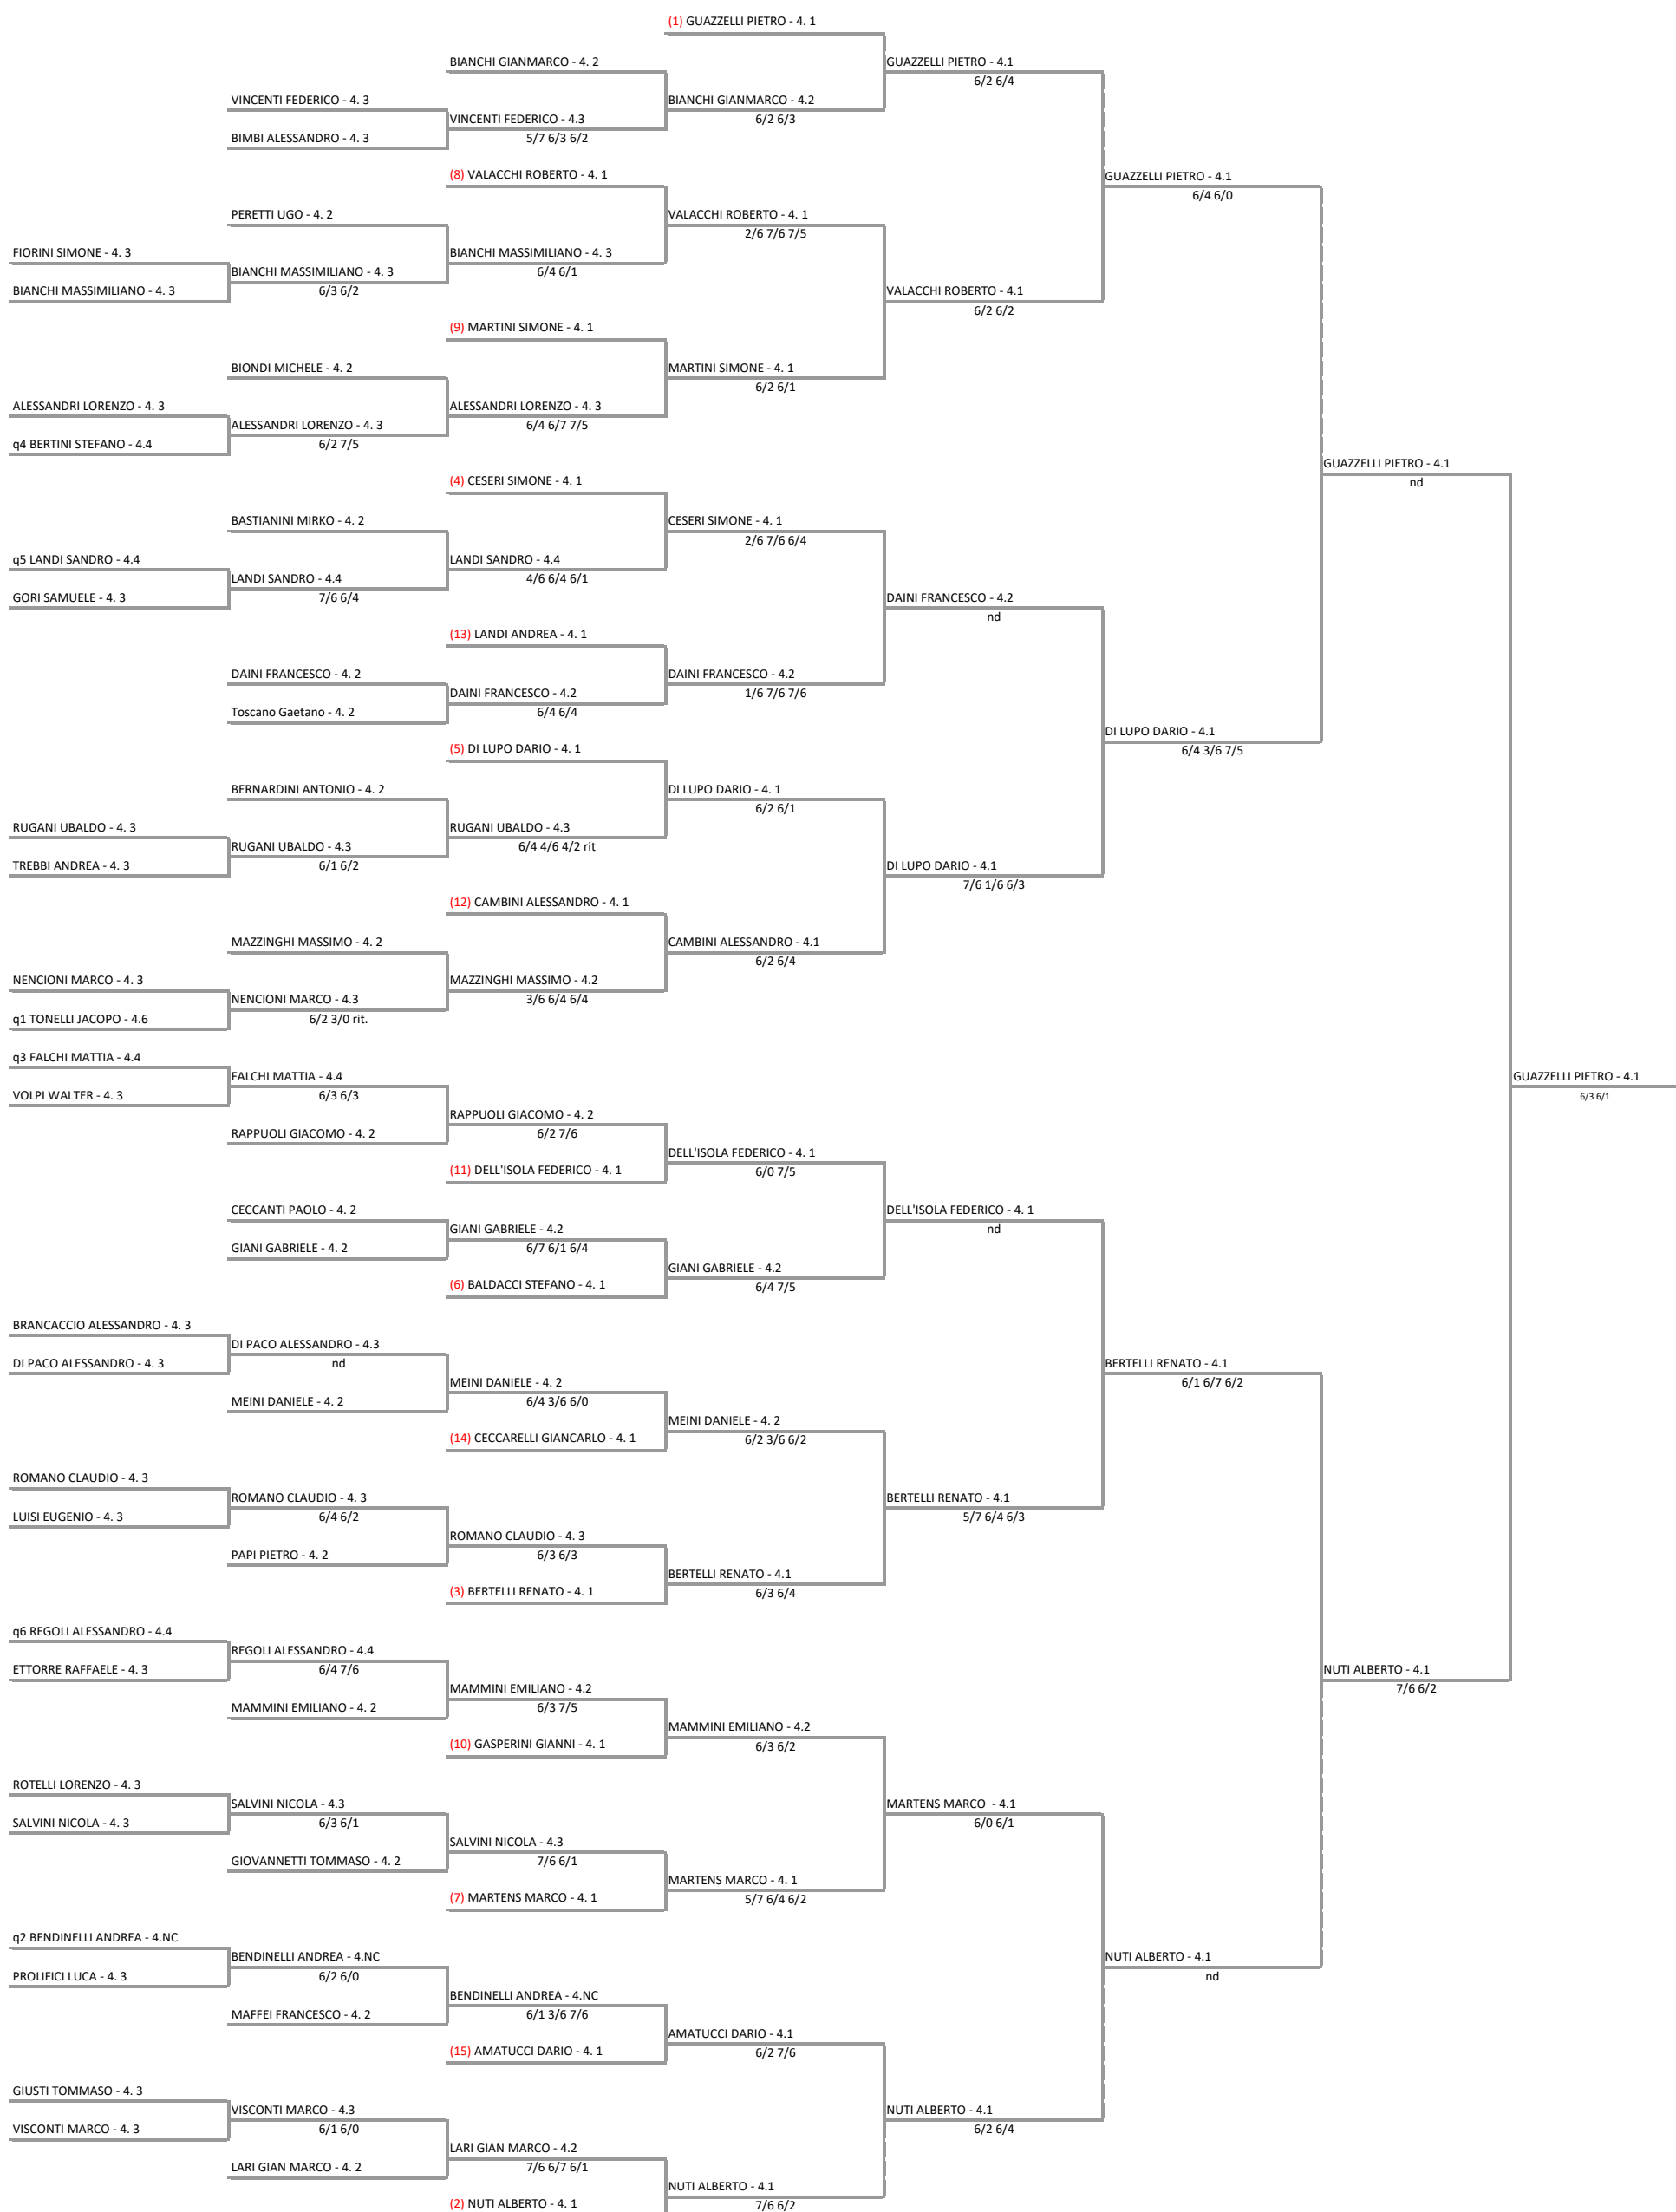 (1) GUAZZELLI PIETRO - 4. 1
BIANCHI GIANMARCO - 4. 2
GUAZZELLI PIETRO - 4.1
6/2 6/4
VINCENTI FEDERICO - 4. 3
BIANCHI GIANMARCO - 4.2
6/2 6/3
VINCENTI FEDERICO - 4.3
5/7 6/3 6/2
BIMBI ALESSANDRO - 4. 3
(8) VALACCHI ROBERTO - 4. 1
GUAZZELLI PIETRO - 4.1
6/4 6/0
PERETTI UGO - 4. 2
VALACCHI ROBERTO - 4. 1
2/6 7/6 7/5
FIORINI SIMONE - 4. 3
BIANCHI MASSIMILIANO - 4. 3
6/4 6/1
BIANCHI MASSIMILIANO - 4. 3
6/3 6/2
BIANCHI MASSIMILIANO - 4. 3
VALACCHI ROBERTO - 4.1
6/2 6/2
(9) MARTINI SIMONE - 4. 1
BIONDI MICHELE - 4. 2
MARTINI SIMONE - 4. 1
6/2 6/1
ALESSANDRI LORENZO - 4. 3
ALESSANDRI LORENZO - 4. 3
6/4 6/7 7/5
ALESSANDRI LORENZO - 4. 3
6/2 7/5
q4 BERTINI STEFANO - 4.4
GUAZZELLI PIETRO - 4.1
nd
(4) CESERI SIMONE - 4. 1
BASTIANINI MIRKO - 4. 2
CESERI SIMONE - 4. 1
2/6 7/6 6/4
q5 LANDI SANDRO - 4.4
LANDI SANDRO - 4.4
4/6 6/4 6/1
LANDI SANDRO - 4.4
7/6 6/4
GORI SAMUELE - 4. 3
DAINI FRANCESCO - 4.2
nd
(13) LANDI ANDREA - 4. 1
DAINI FRANCESCO - 4. 2
DAINI FRANCESCO - 4.2
1/6 7/6 7/6
DAINI FRANCESCO - 4.2
6/4 6/4
Toscano Gaetano - 4. 2
DI LUPO DARIO - 4.1
6/4 3/6 7/5
(5) DI LUPO DARIO - 4. 1
BERNARDINI ANTONIO - 4. 2
DI LUPO DARIO - 4. 1
6/2 6/1
RUGANI UBALDO - 4. 3
RUGANI UBALDO - 4.3
6/4 4/6 4/2 rit
RUGANI UBALDO - 4.3
6/1 6/2
TREBBI ANDREA - 4. 3
DI LUPO DARIO - 4.1
7/6 1/6 6/3
(12) CAMBINI ALESSANDRO - 4. 1
MAZZINGHI MASSIMO - 4. 2
CAMBINI ALESSANDRO - 4.1
6/2 6/4
NENCIONI MARCO - 4. 3
MAZZINGHI MASSIMO - 4.2
3/6 6/4 6/4
NENCIONI MARCO - 4.3
6/2 3/0 rit.
q1 TONELLI JACOPO - 4.6
q3 FALCHI MATTIA - 4.4
FALCHI MATTIA - 4.4
6/3 6/3
GUAZZELLI PIETRO - 4.1
6/3 6/1
VOLPI WALTER - 4. 3
RAPPUOLI GIACOMO - 4. 2
6/2 7/6
RAPPUOLI GIACOMO - 4. 2
DELL'ISOLA FEDERICO - 4. 1
6/0 7/5
(11) DELL'ISOLA FEDERICO - 4. 1
CECCANTI PAOLO - 4. 2
DELL'ISOLA FEDERICO - 4. 1
nd
GIANI GABRIELE - 4.2
6/7 6/1 6/4
GIANI GABRIELE - 4. 2
GIANI GABRIELE - 4.2
6/4 7/5
(6) BALDACCI STEFANO - 4. 1
BRANCACCIO ALESSANDRO - 4. 3
DI PACO ALESSANDRO - 4.3
nd
DI PACO ALESSANDRO - 4. 3
BERTELLI RENATO - 4.1
6/1 6/7 6/2
MEINI DANIELE - 4. 2
6/4 3/6 6/0
MEINI DANIELE - 4. 2
MEINI DANIELE - 4. 2
6/2 3/6 6/2
(14) CECCARELLI GIANCARLO - 4. 1
ROMANO CLAUDIO - 4. 3
ROMANO CLAUDIO - 4. 3
6/4 6/2
BERTELLI RENATO - 4.1
5/7 6/4 6/3
LUISI EUGENIO - 4. 3
ROMANO CLAUDIO - 4. 3
6/3 6/3
PAPI PIETRO - 4. 2
BERTELLI RENATO - 4.1
6/3 6/4
(3) BERTELLI RENATO - 4. 1
q6 REGOLI ALESSANDRO - 4.4
REGOLI ALESSANDRO - 4.4
6/4 7/6
ETTORRE RAFFAELE - 4. 3
NUTI ALBERTO - 4.1
7/6 6/2
MAMMINI EMILIANO - 4.2
6/3 7/5
MAMMINI EMILIANO - 4. 2
MAMMINI EMILIANO - 4.2
6/3 6/2
(10) GASPERINI GIANNI - 4. 1
ROTELLI LORENZO - 4. 3
SALVINI NICOLA - 4.3
6/3 6/1
MARTENS MARCO - 4.1
6/0 6/1
SALVINI NICOLA - 4. 3
SALVINI NICOLA - 4.3
7/6 6/1
GIOVANNETTI TOMMASO - 4. 2
MARTENS MARCO - 4. 1
5/7 6/4 6/2
(7) MARTENS MARCO - 4. 1
q2 BENDINELLI ANDREA - 4.NC
BENDINELLI ANDREA - 4.NC
6/2 6/0
NUTI ALBERTO - 4.1
nd
PROLIFICI LUCA - 4. 3
BENDINELLI ANDREA - 4.NC
6/1 3/6 7/6
MAFFEI FRANCESCO - 4. 2
AMATUCCI DARIO - 4.1
6/2 7/6
(15) AMATUCCI DARIO - 4. 1
GIUSTI TOMMASO - 4. 3
VISCONTI MARCO - 4.3
6/1 6/0
NUTI ALBERTO - 4.1
6/2 6/4
VISCONTI MARCO - 4. 3
LARI GIAN MARCO - 4.2
7/6 6/7 6/1
LARI GIAN MARCO - 4. 2
NUTI ALBERTO - 4.1
7/6 6/2
(2) NUTI ALBERTO - 4. 1